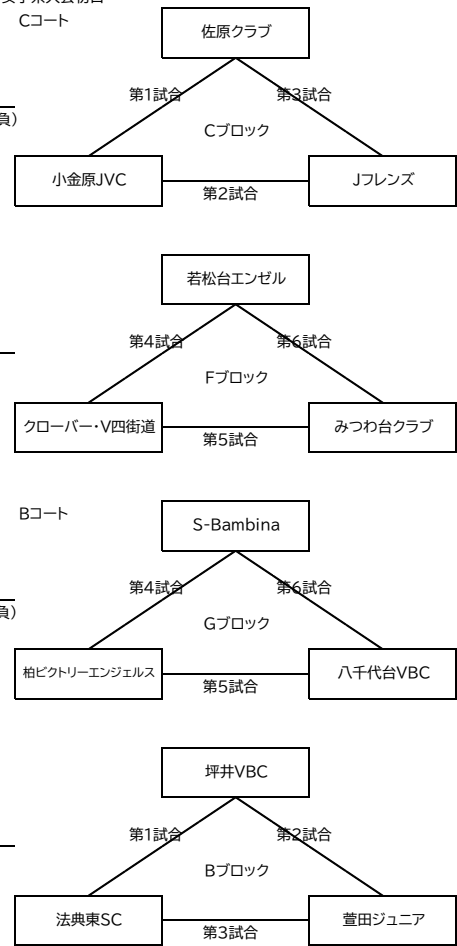 Cコート
佐原クラブ
第1試合
第3試合
負)
Cブロック
小金原JVC
Jフレンズ
第2試合
若松台エンゼル
第4試合
第6試合
Fブロック
クローバー・V四街道
みつわ台クラブ
第5試合
Bコート
S-Bambina
第4試合
第6試合
負)
Gブロック
柏ビクトリーエンジェルス
八千代台VBC
第5試合
坪井VBC
第1試合
第2試合
Bブロック
法典東SC
萱田ジュニア
第3試合